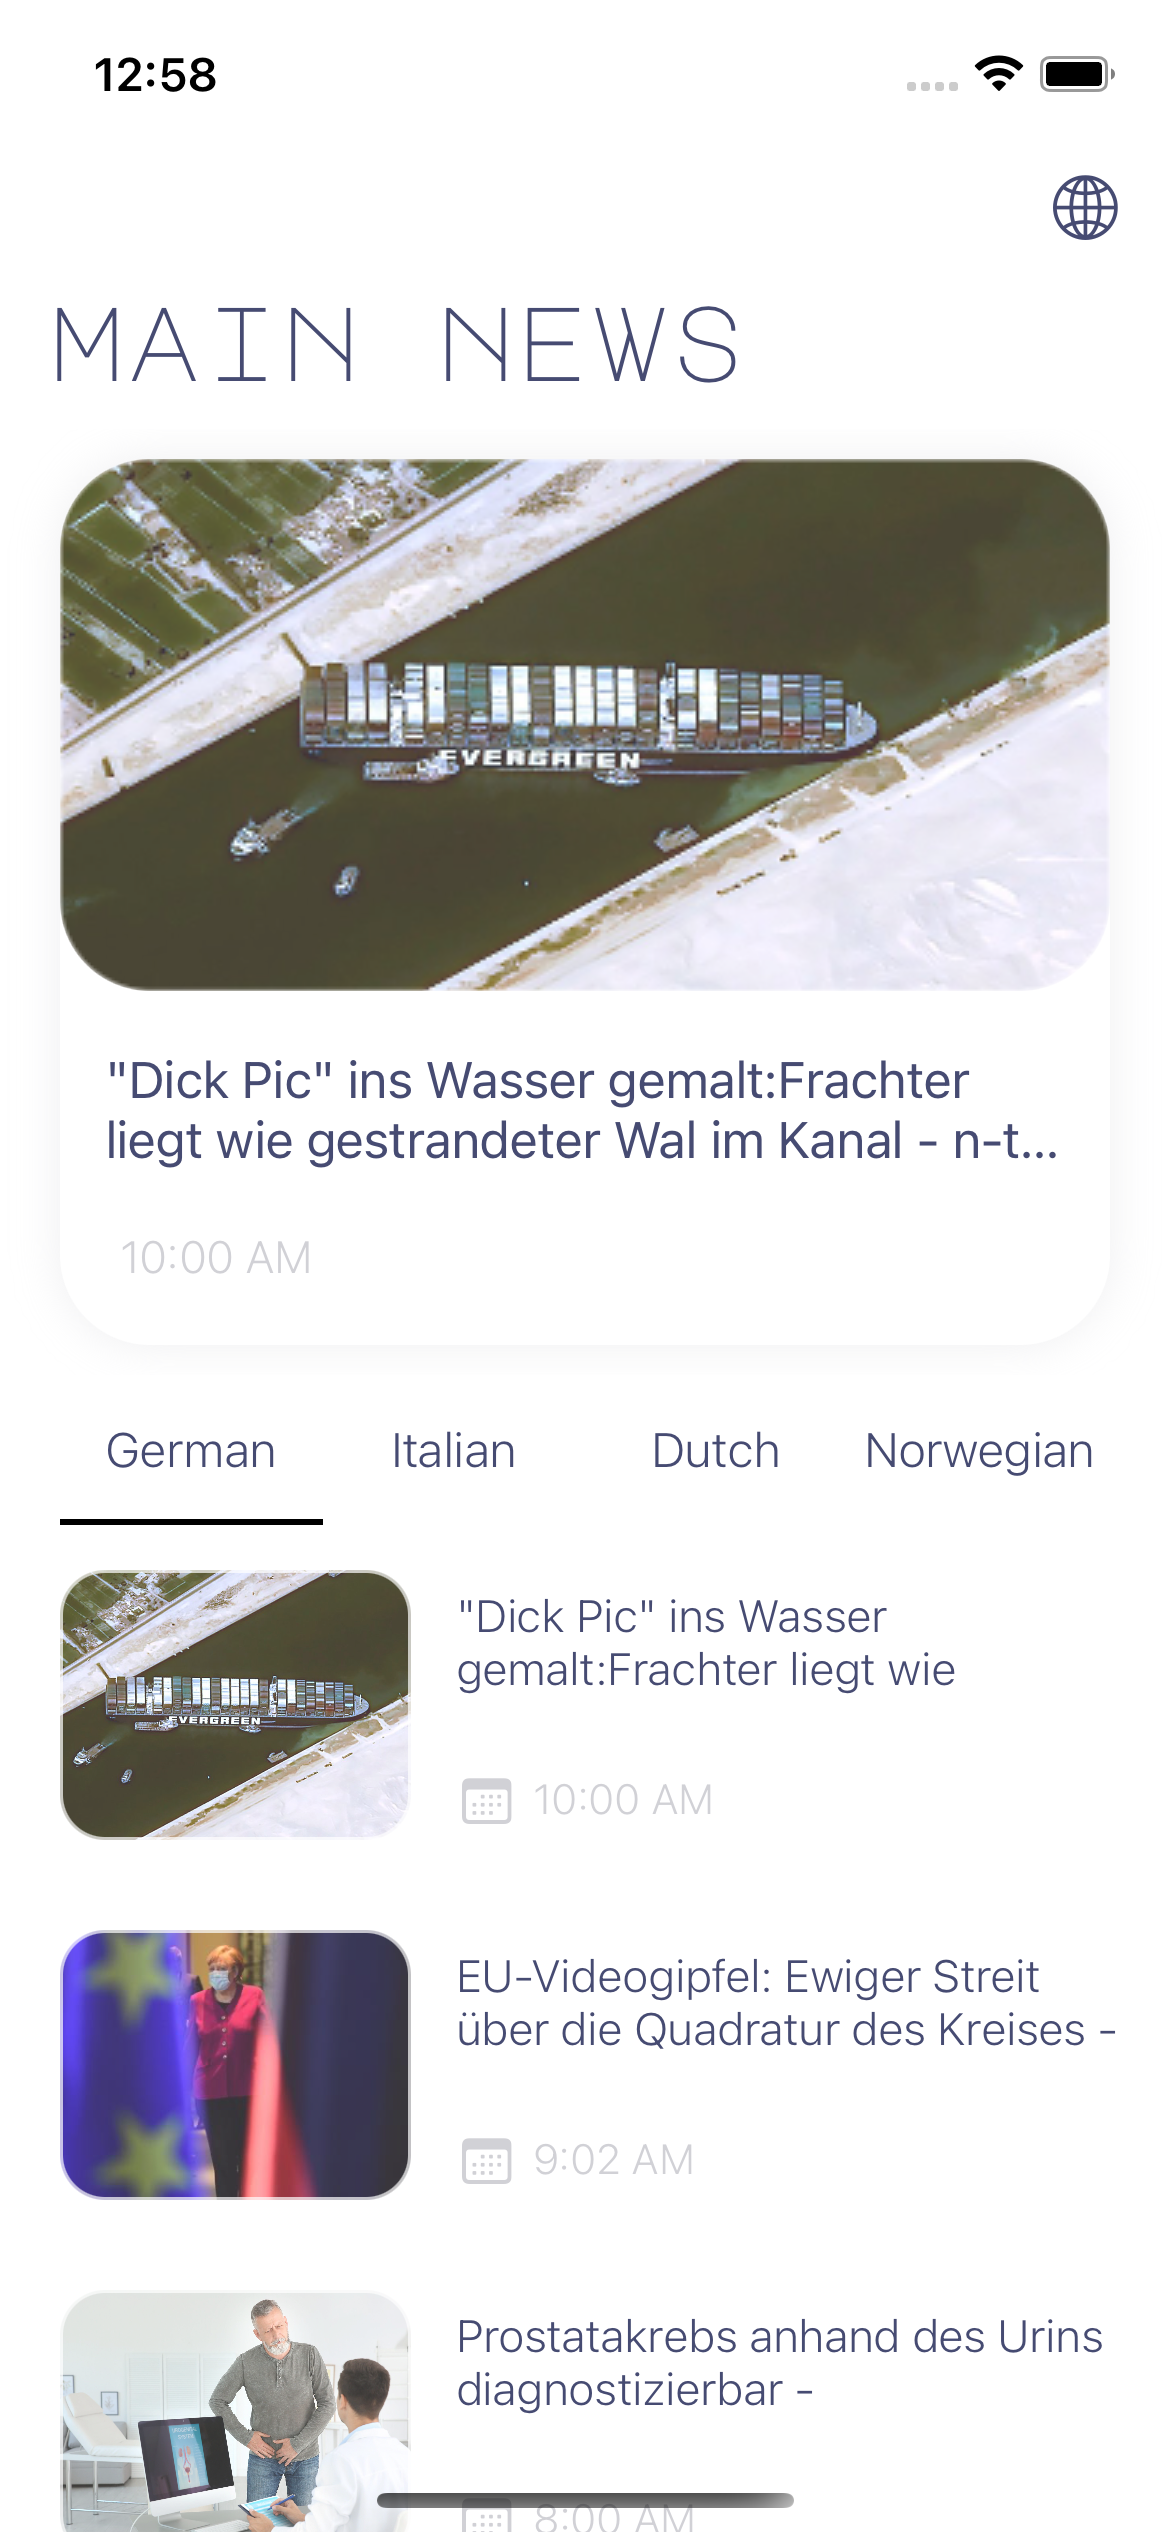 12:58
MAIN NEWS
EVERGREEN
"Dick Pic" ins Wasser gemalt:Frachter
liegt wie gestrandeter Wal im Kanal - n-t...
10:00 AM
German Italian Dutch Norwegian
EVERGREEN
"Dick Pic" ins Wasser
gemalt:Frachter liegt wie
10:00 AM
EU-Videogipfel: Ewiger Streit
über die Quadratur des Kreises -
9:02 AM
Prostatakrebs anhand des Urins
diagnostizierbar -
8:00 AM